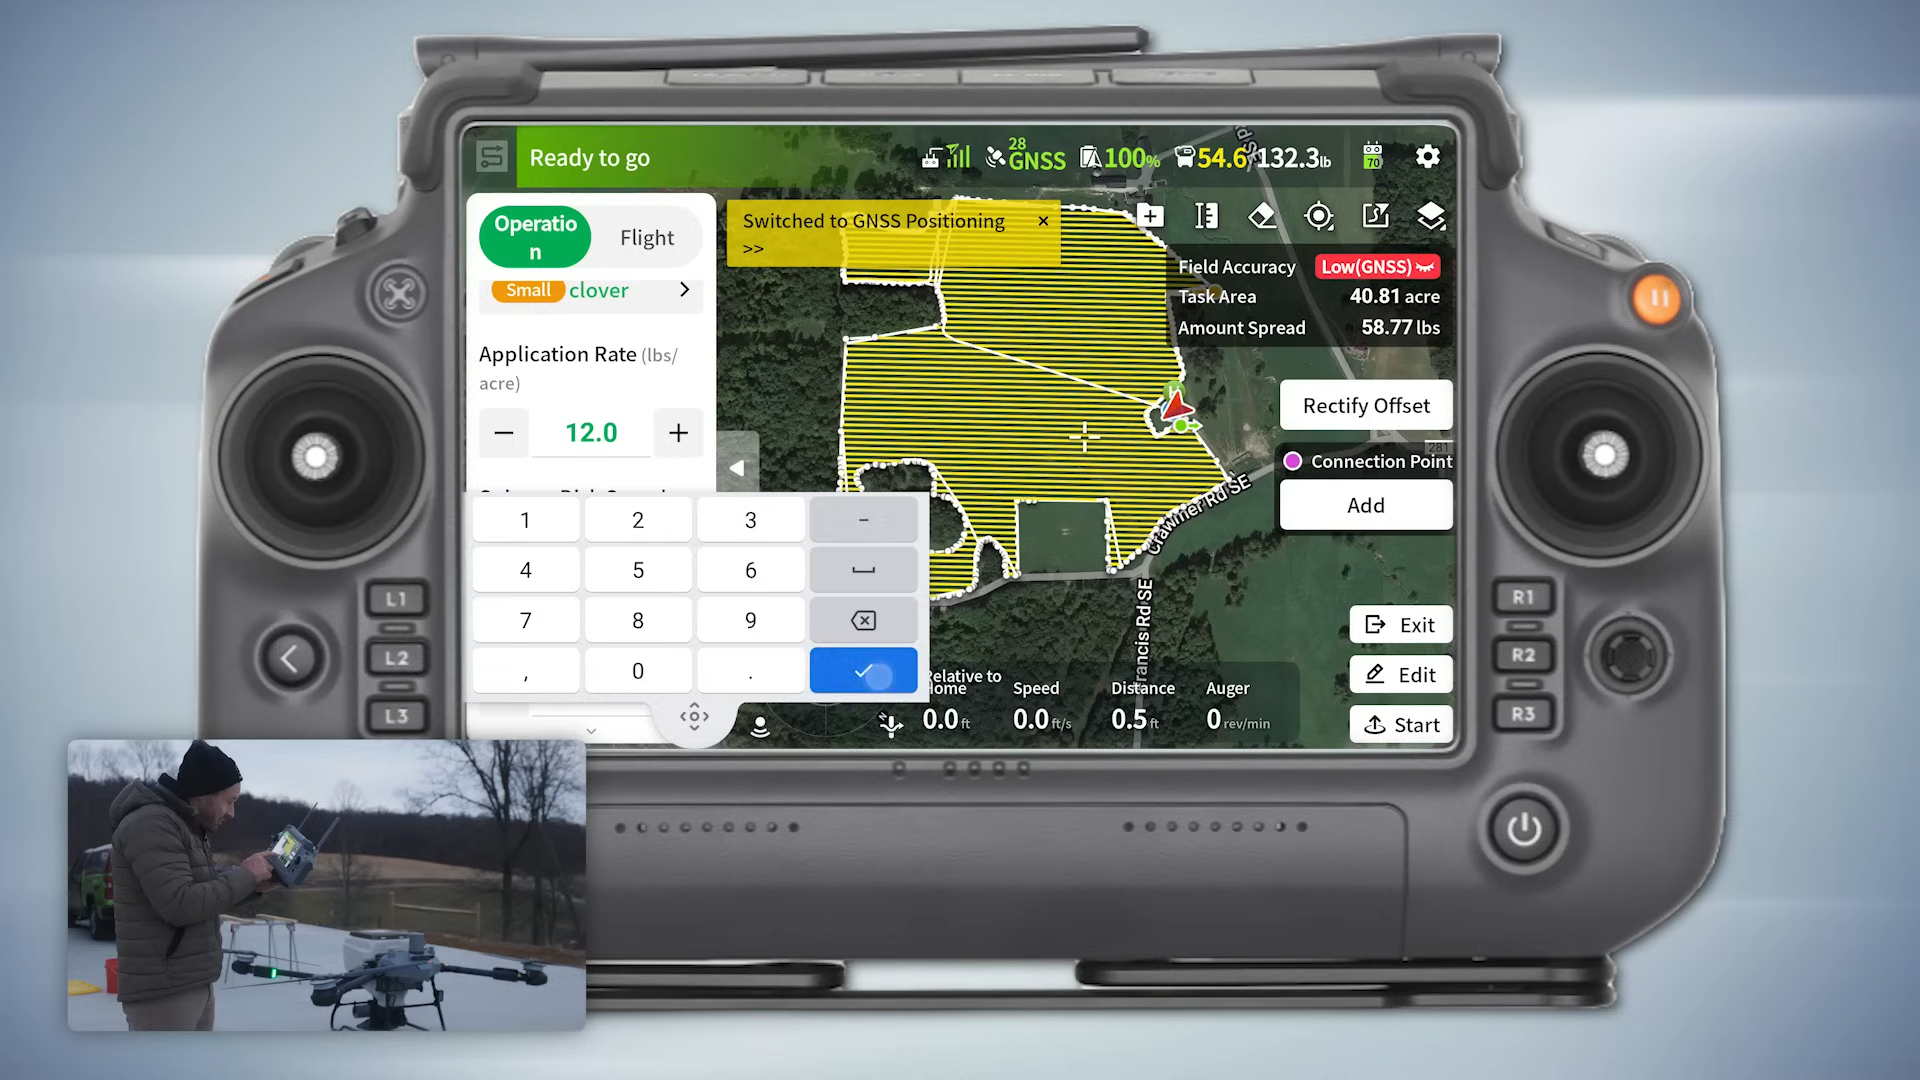 Ready to go
28
GNSS
100%
54.6/132.3lb
70
Operatio
n
Flight
Switched to GNSS Positioning
>>
Small clover
Field Accuracy Low(GNSS)
Task Area 40.81 acre
Amount Spread 58.77 lbs
Application Rate (lbs/
acre)
12.0
Rectify Offset
281
Connection Point
Add
Crawmer Rd SE
Francis Rd SE
1 2 3 -
4 5 6
7 8 9
, 0 .
Exit
Edit
Start
Relative to
Home
0.0 ft
Speed
0.0 ft/s
Distance
0.5 ft
Auger
0 rev/min
L1
L2
L3
R1
R2
R3